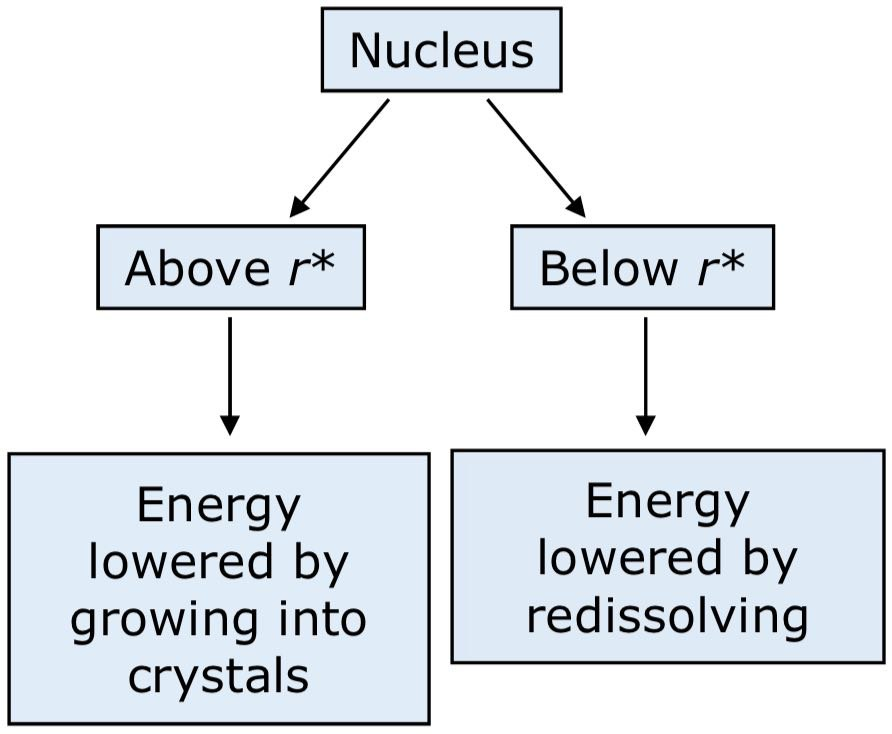 Nucleus
Above r*
Below r*
Energy
lowered by
growing into
crystals
Energy
lowered by
redissolving